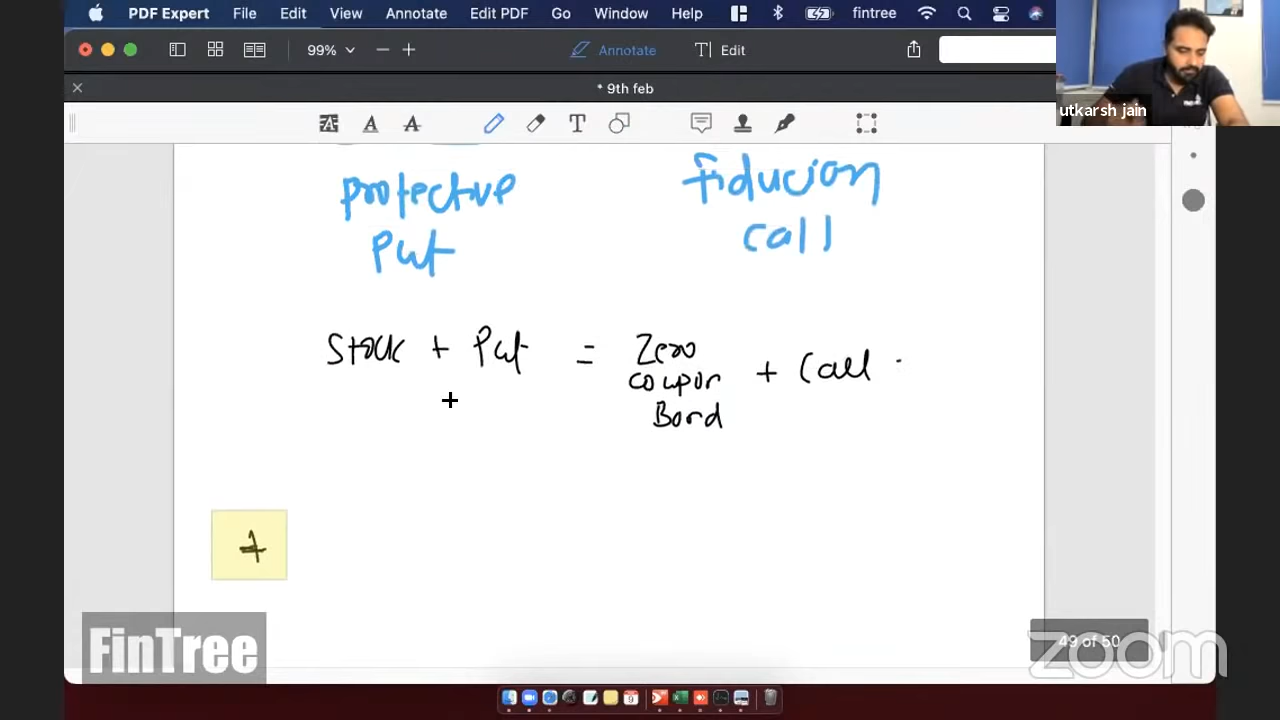 PDF Expert File Edit View Annotate Edit PDF Go Window Help fintree
99% Annotate Edit
* 9th feb
utkarsh jain
Protective
Put
fiducion
call
Stock + Put = Zero
coupon
Bond
+ Call
FinTree
49 of 50
zoom